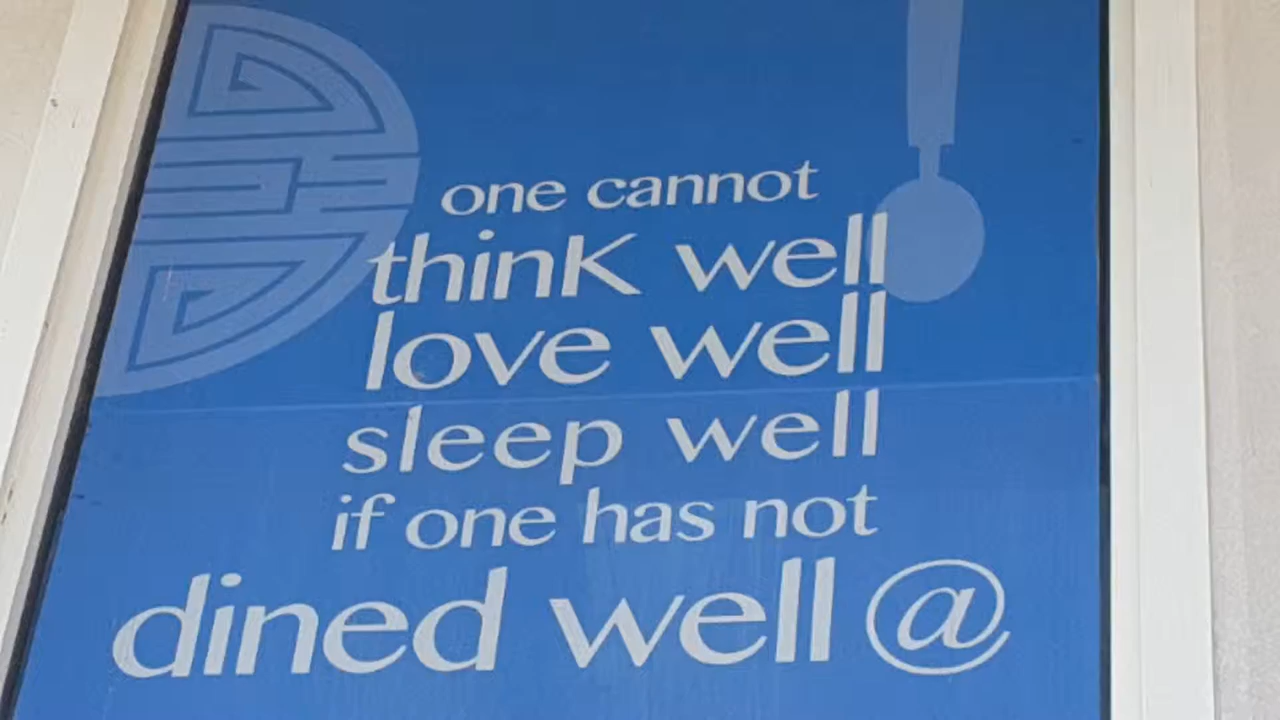 one cannot
thinK well
love well
sleep well
if one has not
dined well @